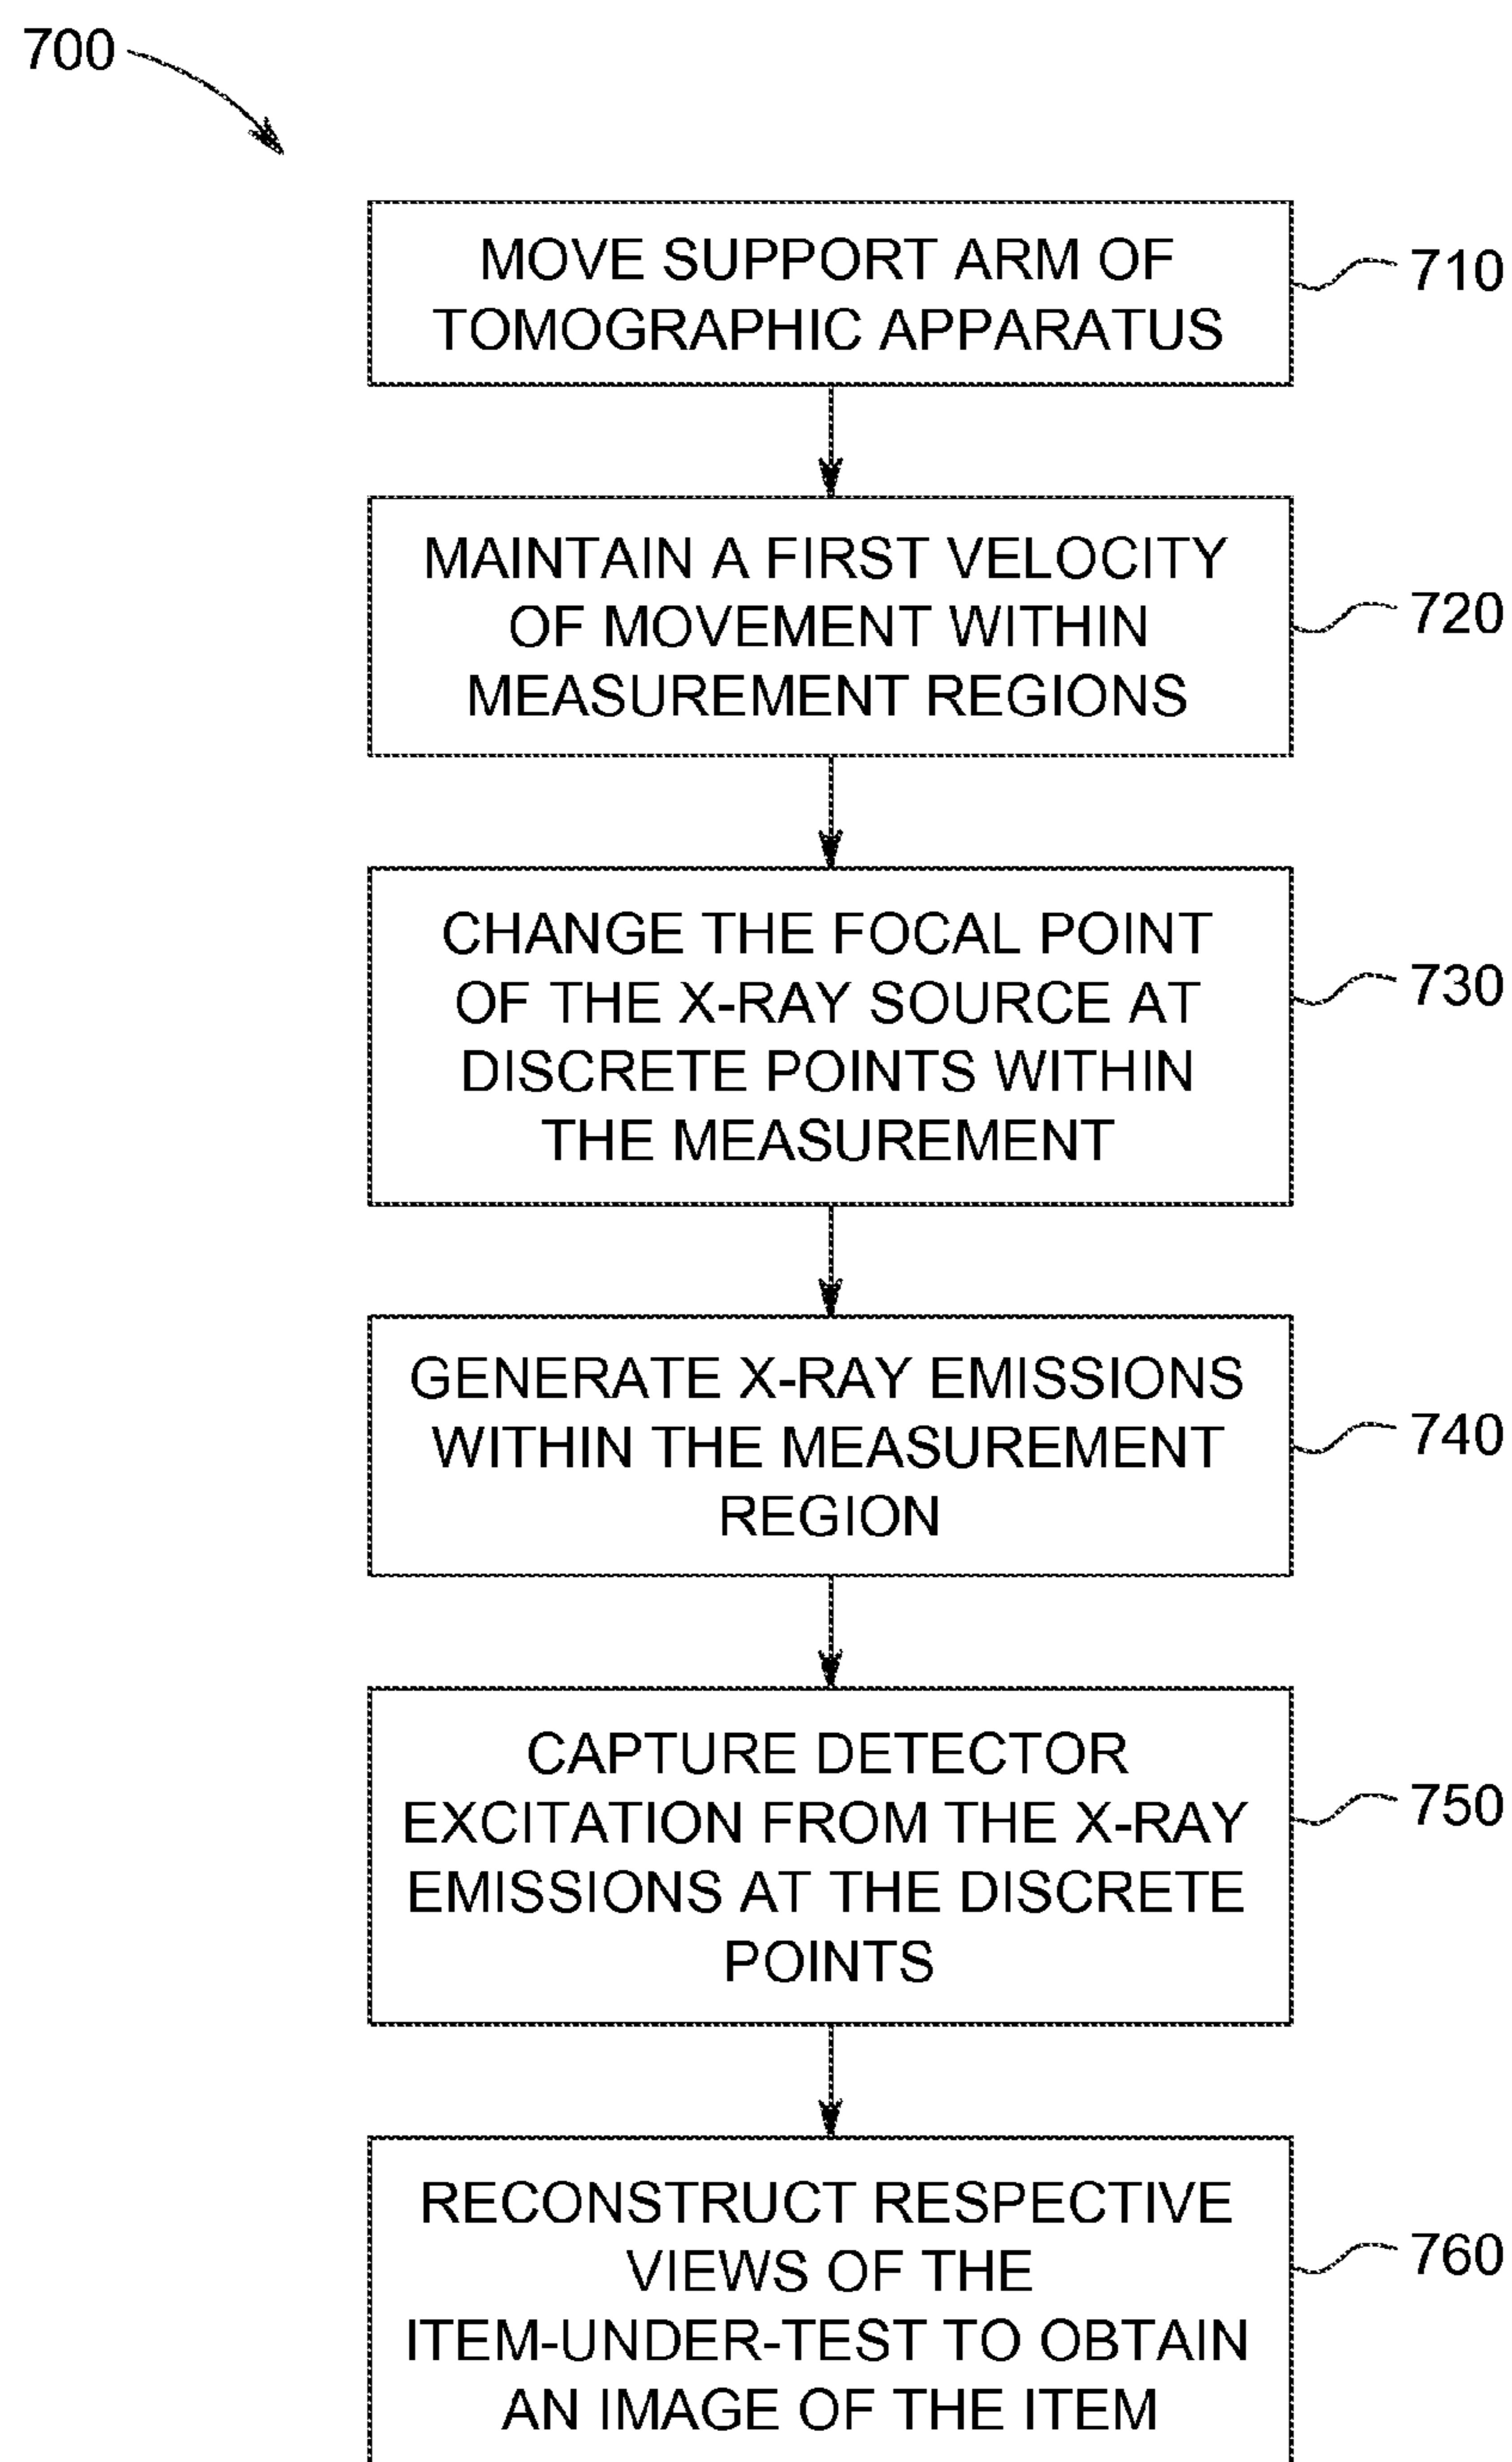 700
MOVE SUPPORT ARM OF
TOMOGRAPHIC APPARATUS
710
MAINTAIN A FIRST VELOCITY
OF MOVEMENT WITHIN
MEASUREMENT REGIONS
720
CHANGE THE FOCAL POINT
OF THE X-RAY SOURCE AT
DISCRETE POINTS WITHIN
THE MEASUREMENT
730
GENERATE X-RAY EMISSIONS
WITHIN THE MEASUREMENT
REGION
740
CAPTURE DETECTOR
EXCITATION FROM THE X-RAY
EMISSIONS AT THE DISCRETE
POINTS
750
RECONSTRUCT RESPECTIVE
VIEWS OF THE
ITEM-UNDER-TEST TO OBTAIN
AN IMAGE OF THE ITEM
760